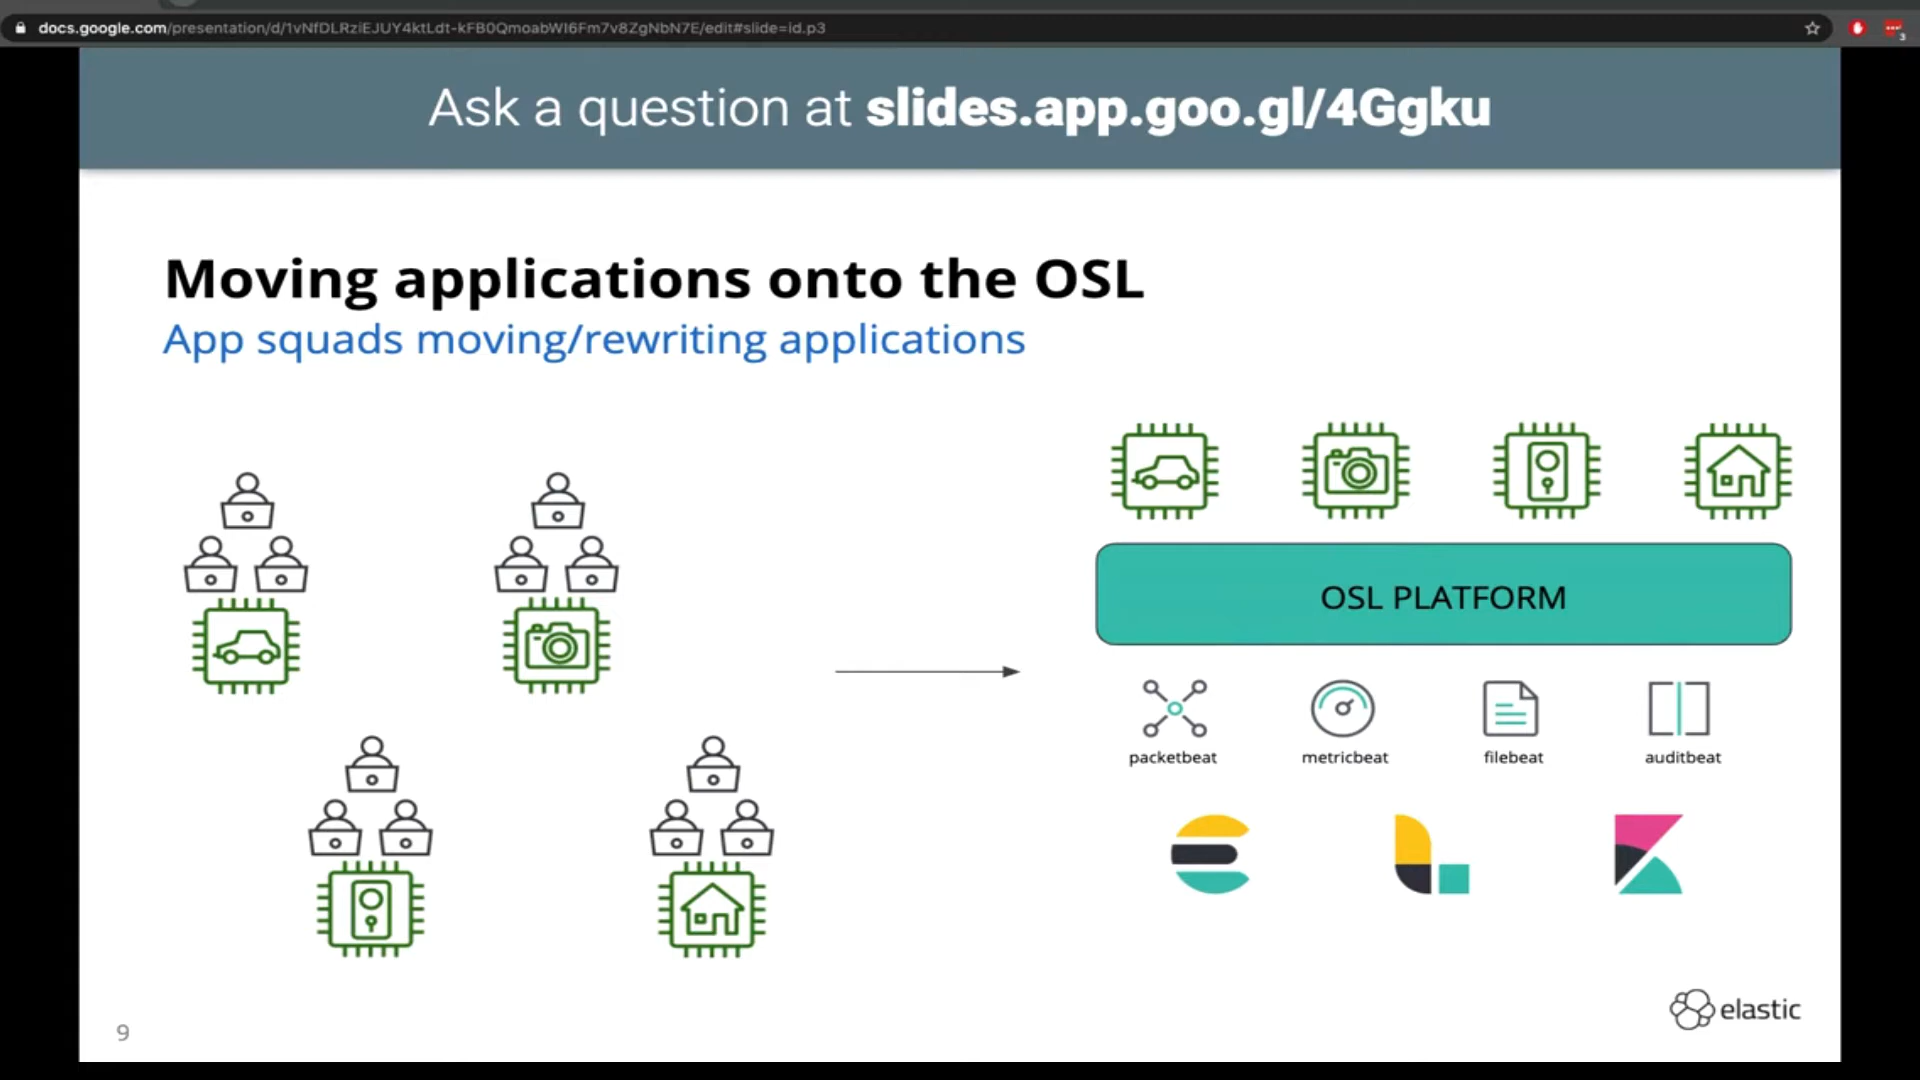 docs.google.com/presentation/d/1vNfDLRziEJUY4ktLdt-kFB0QmoabWI6Fm7v8ZgNbN7E/edit#slide=id.p3
3
Ask a question at slides.app.goo.gl/4Ggku
Moving applications onto the OSL
App squads moving/rewriting applications
OSL PLATFORM
packetbeat metricbeat filebeat auditbeat
elastic
9